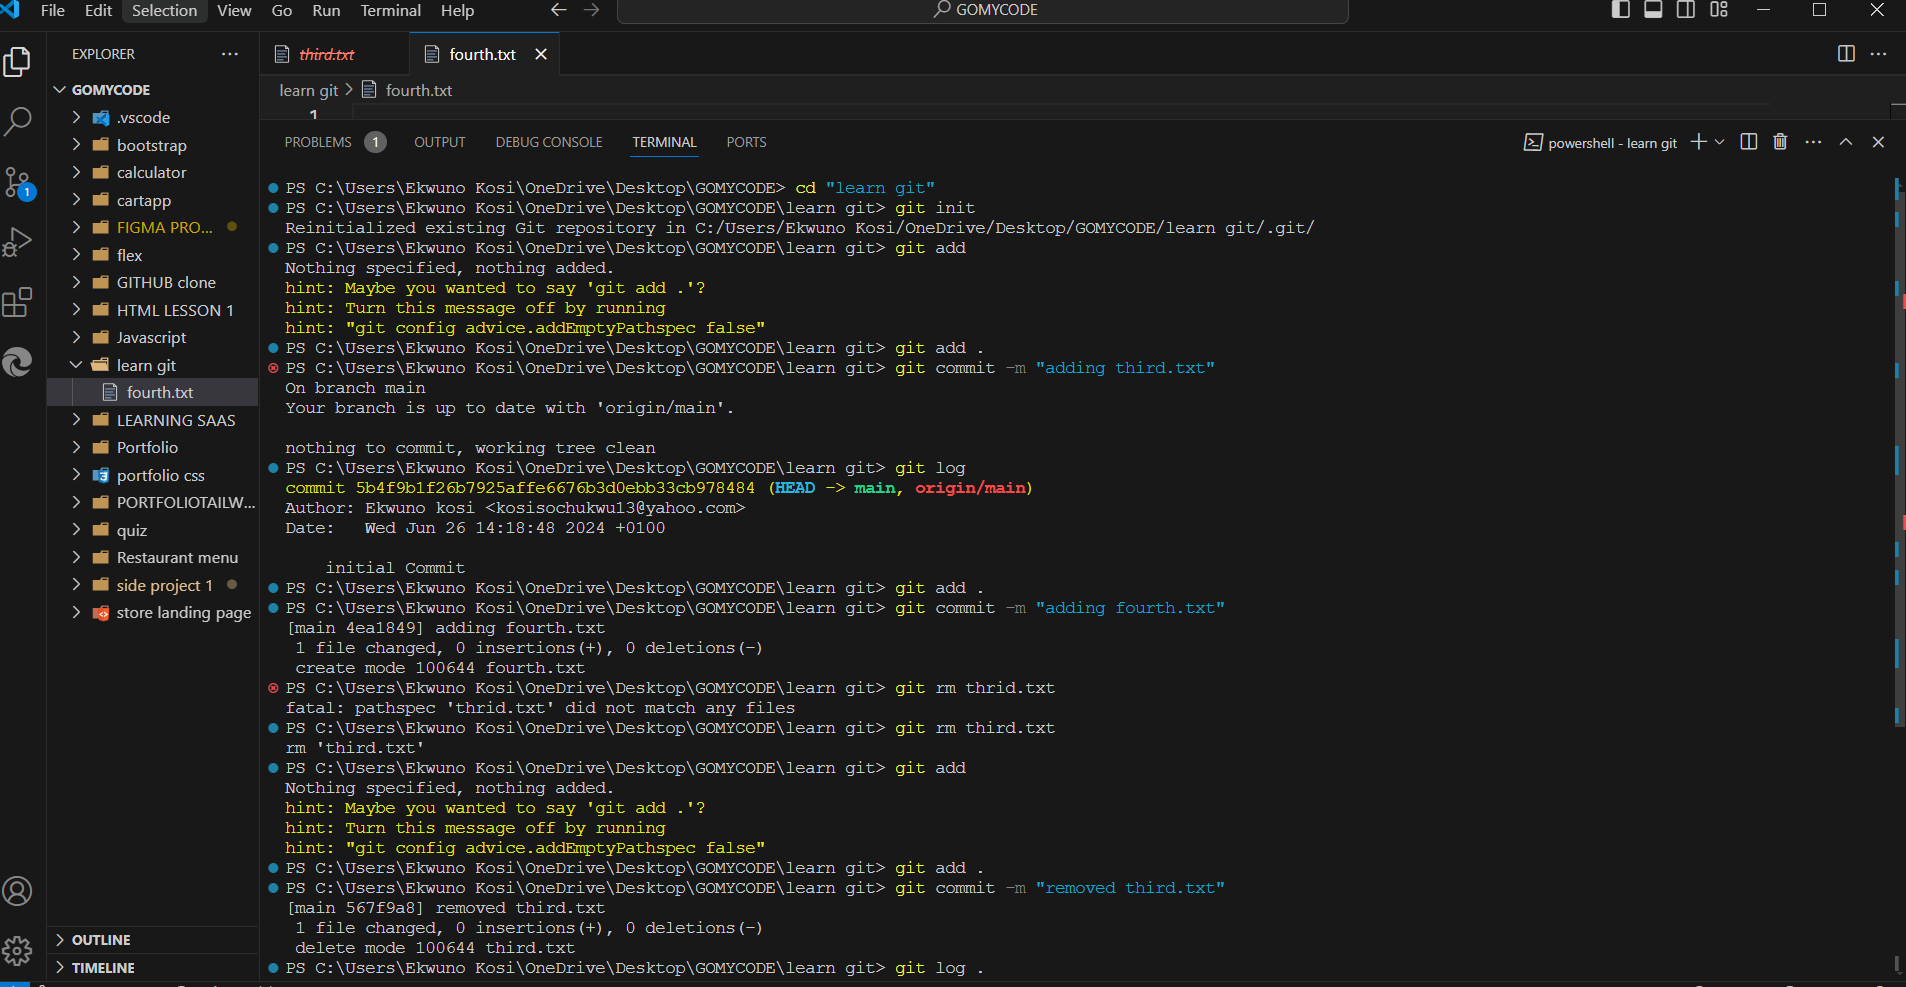 File Edit Selection View Go Run Terminal Help
GOMYCODE
EXPLORER
GOMYCODE
.vscode
bootstrap
calculator
cartapp
FIGMA PRO...
flex
GITHUB clone
HTML LESSON 1
Javascript
learn git
fourth.txt
LEARNING SAAS
Portfolio
portfolio css
PORTFOLIOTAILW...
quiz
Restaurant menu
side project 1
store landing page
OUTLINE
TIMELINE
1
third.txt
fourth.txt
learn git > fourth.txt
1
PROBLEMS 1 OUTPUT DEBUG CONSOLE TERMINAL PORTS
powershell - learn git
PS C:\Users\Ekwuno Kosi\OneDrive\Desktop\GOMYCODE> cd "learn git"
PS C:\Users\Ekwuno Kosi\OneDrive\Desktop\GOMYCODE\learn git> git init
Reinitialized existing Git repository in C:/Users/Ekwuno Kosi/OneDrive/Desktop/GOMYCODE/learn git/.git/
PS C:\Users\Ekwuno Kosi\OneDrive\Desktop\GOMYCODE\learn git> git add
Nothing specified, nothing added.
hint: Maybe you wanted to say 'git add .'?
hint: Turn this message off by running
hint: "git config advice.addEmptyPathspec false"
PS C:\Users\Ekwuno Kosi\OneDrive\Desktop\GOMYCODE\learn git> git add .
PS C:\Users\Ekwuno Kosi\OneDrive\Desktop\GOMYCODE\learn git> git commit -m "adding third.txt"
On branch main
Your branch is up to date with 'origin/main'.
nothing to commit, working tree clean
PS C:\Users\Ekwuno Kosi\OneDrive\Desktop\GOMYCODE\learn git> git log
commit 5b4f9b1f26b7925affe6676b3d0ebb33cb978484 (HEAD -> main, origin/main)
Author: Ekwuno kosi <kosisochukwu13@yahoo.com>
Date:   Wed Jun 26 14:18:48 2024 +0100
initial Commit
PS C:\Users\Ekwuno Kosi\OneDrive\Desktop\GOMYCODE\learn git> git add .
PS C:\Users\Ekwuno Kosi\OneDrive\Desktop\GOMYCODE\learn git> git commit -m "adding fourth.txt"
[main 4ea1849] adding fourth.txt
1 file changed, 0 insertions(+), 0 deletions(-)
create mode 100644 fourth.txt
PS C:\Users\Ekwuno Kosi\OneDrive\Desktop\GOMYCODE\learn git> git rm thrid.txt
fatal: pathspec 'thrid.txt' did not match any files
PS C:\Users\Ekwuno Kosi\OneDrive\Desktop\GOMYCODE\learn git> git rm third.txt
rm 'third.txt'
PS C:\Users\Ekwuno Kosi\OneDrive\Desktop\GOMYCODE\learn git> git add
Nothing specified, nothing added.
hint: Maybe you wanted to say 'git add .'?
hint: Turn this message off by running
hint: "git config advice.addEmptyPathspec false"
PS C:\Users\Ekwuno Kosi\OneDrive\Desktop\GOMYCODE\learn git> git add .
PS C:\Users\Ekwuno Kosi\OneDrive\Desktop\GOMYCODE\learn git> git commit -m "removed third.txt"
[main 567f9a8] removed third.txt
1 file changed, 0 insertions(+), 0 deletions(-)
delete mode 100644 third.txt
PS C:\Users\Ekwuno Kosi\OneDrive\Desktop\GOMYCODE\learn git> git log .